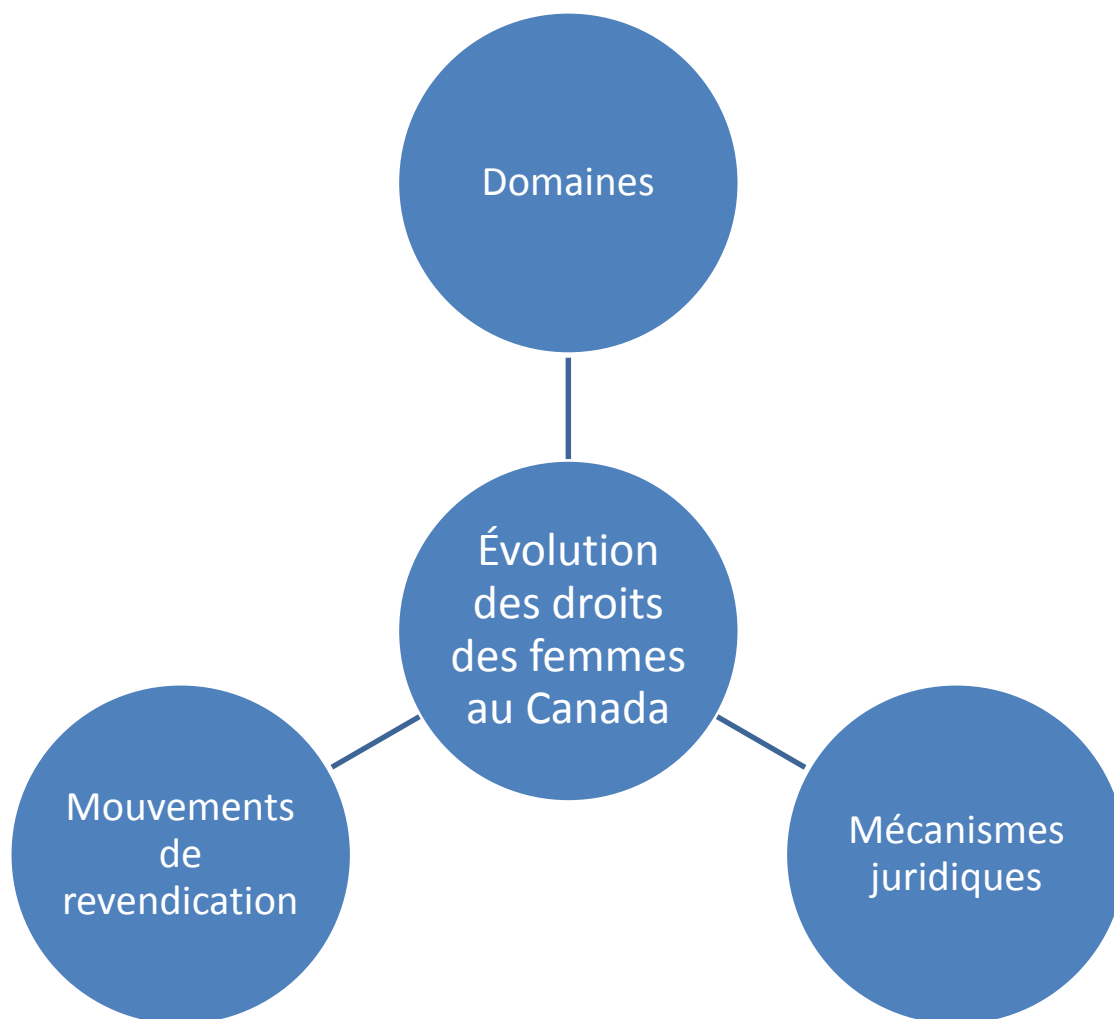 Domaines
Évolution
des droits
des femmes
au Canada
Mouvements
de
revendication
Mécanismes
juridiques